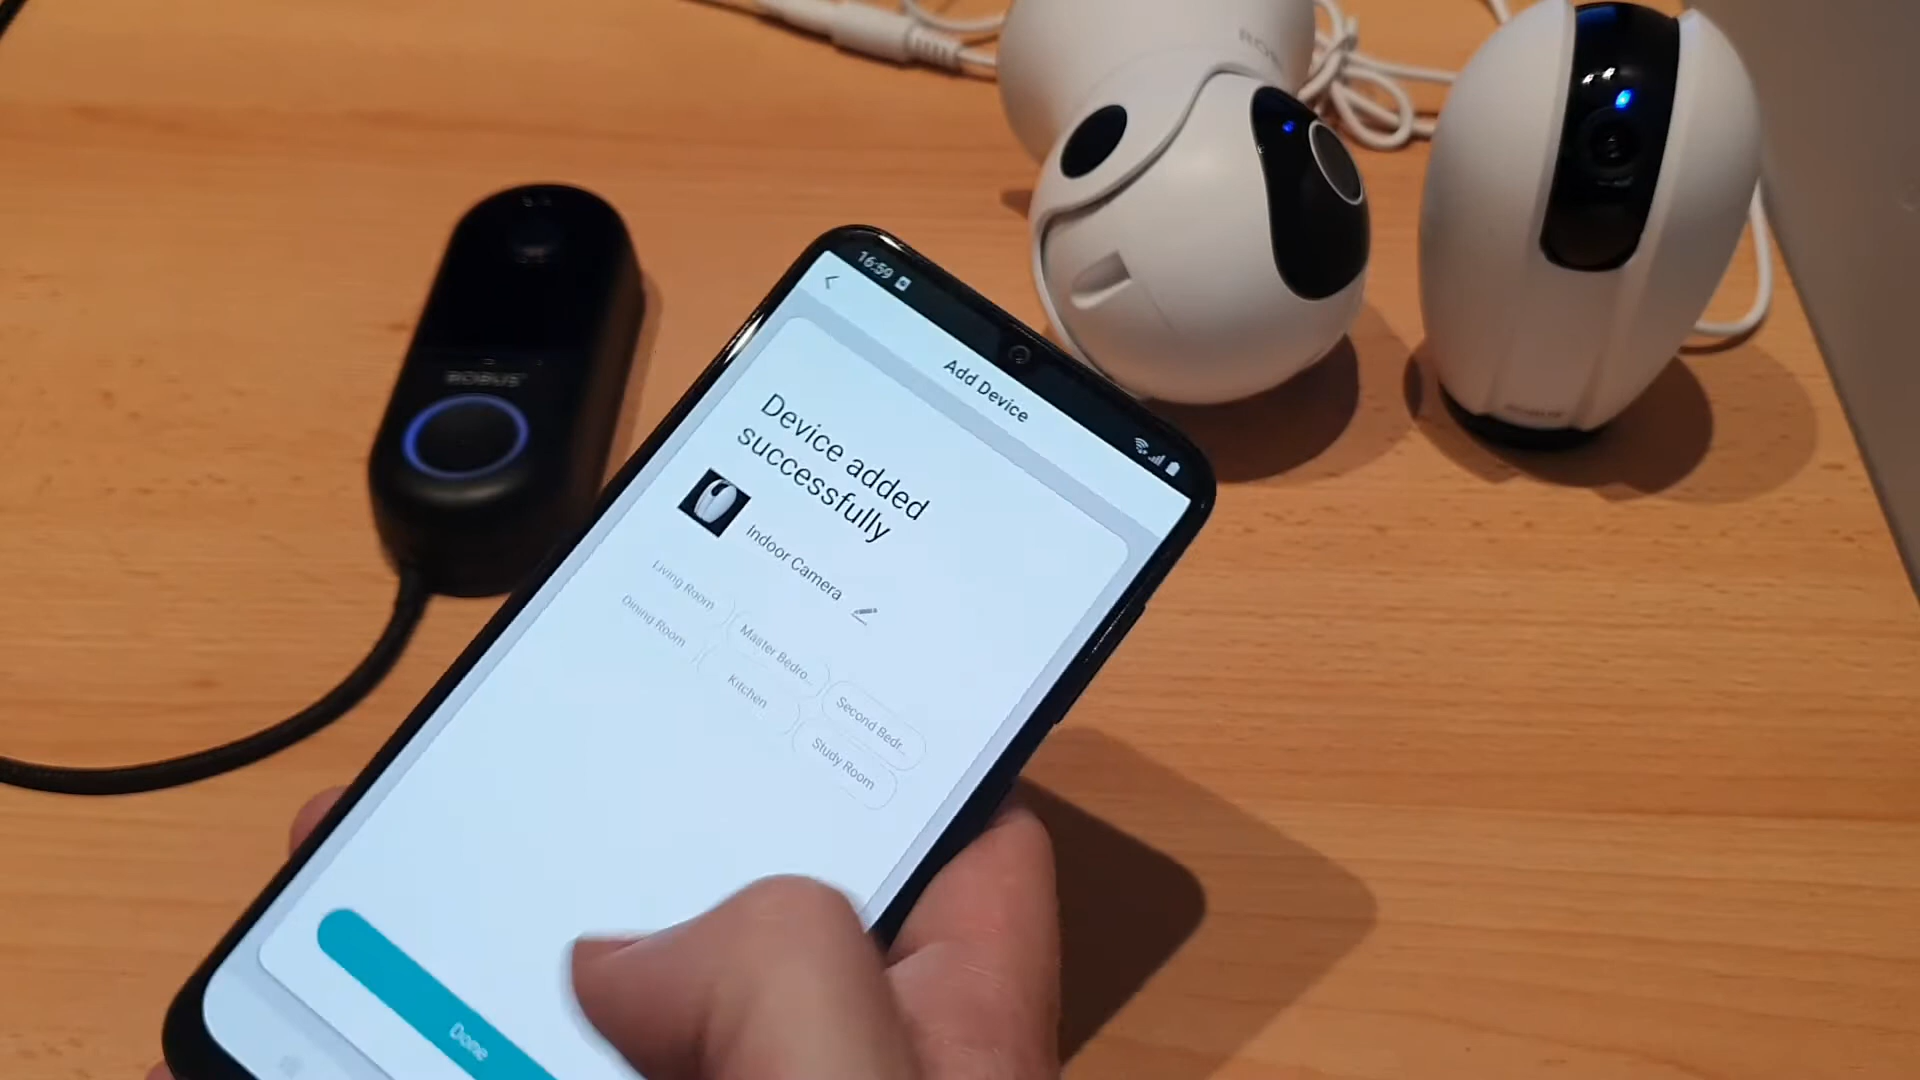 16:59
Add Device
Device added
successfully
Indoor Camera
Living Room
Master Bedro...
Second Bedr...
Dining Room
Kitchen
Study Room
Done
ROBUS